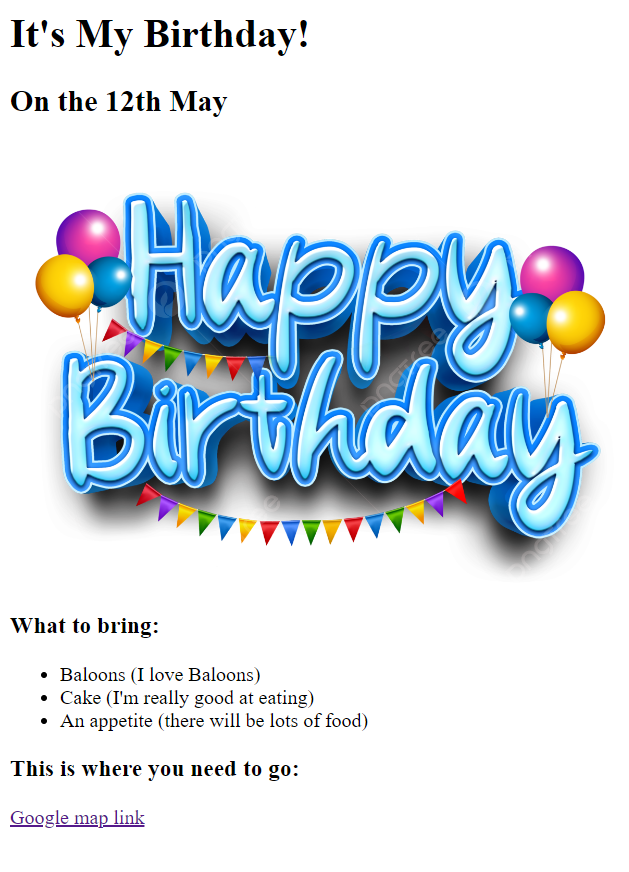 It's My Birthday!
On the 12th May
Happy
Birthday
What to bring:
Baloons (I love Baloons)
Cake (I'm really good at eating)
An appetite (there will be lots of food)
This is where you need to go:
Google map link